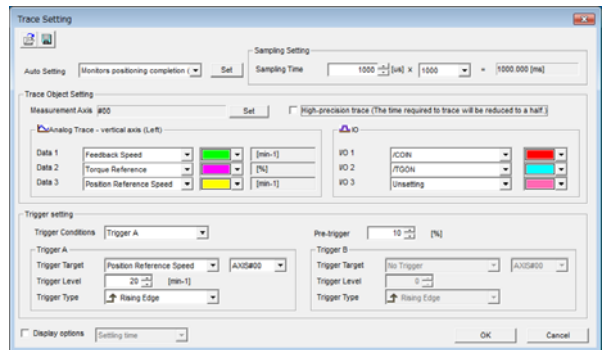 Trace Setting
Auto Setting Monitors positioning completion ( Set
Sampling Setting
Sampling Time 1000 [us] X 1000 = 1000.000 [ms]
Trace Object Setting
Measurement Axis #00 Set High-precision trace (The time required to trace will be reduced to a half.)
Analog Trace - vertical axis (Left)
Data 1 Feedback Speed [min-1]
Data 2 Torque Reference [%]
Data 3 Position Reference Speed [min-1]
IO
I/O 1 /COIN
I/O 2 /TGON
I/O 3 Unsetting
Trigger setting
Trigger Conditions Trigger A Pre-trigger 10 [%]
Trigger A
Trigger Target Position Reference Speed AXIS#00
Trigger Level 20 [min-1]
Trigger Type Rising Edge
Trigger B
Trigger Target No Trigger AXIS#00
Trigger Level 0
Trigger Type Rising Edge
Display options Settling time OK Cancel